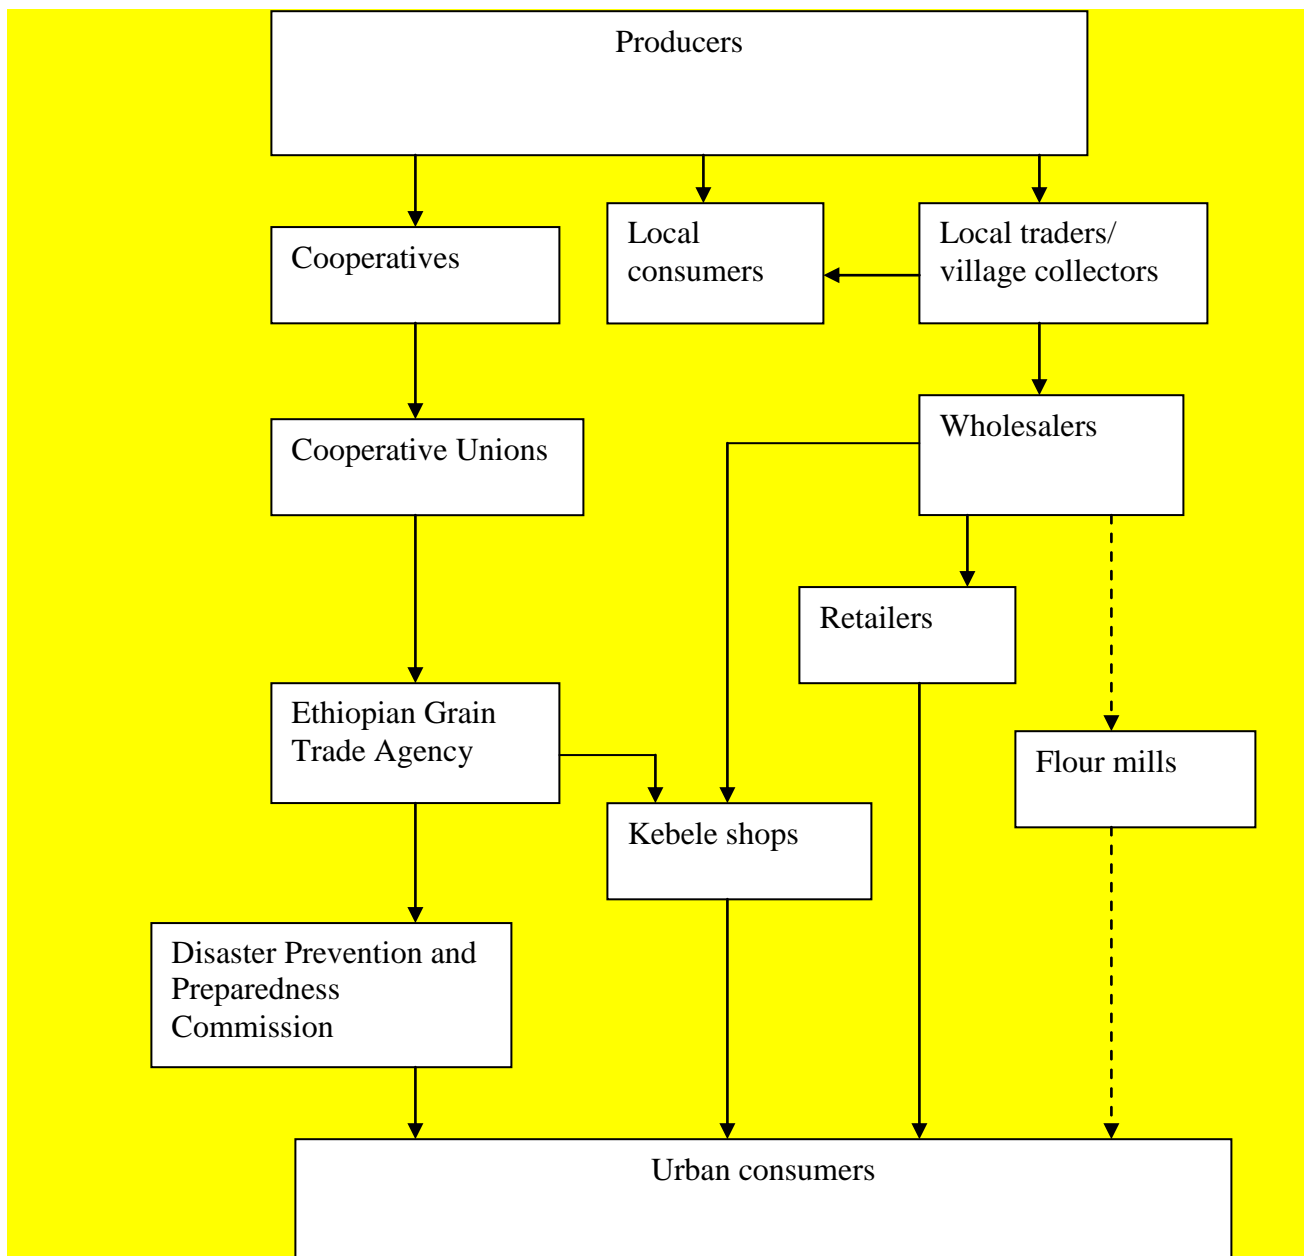 Producers
Cooperatives
Local
consumers
Local traders/
village collectors
Cooperative Unions
Wholesalers
Retailers
Ethiopian Grain
Trade Agency
Flour mills
Kebele shops
Disaster Prevention and
Preparedness
Commission
Urban consumers